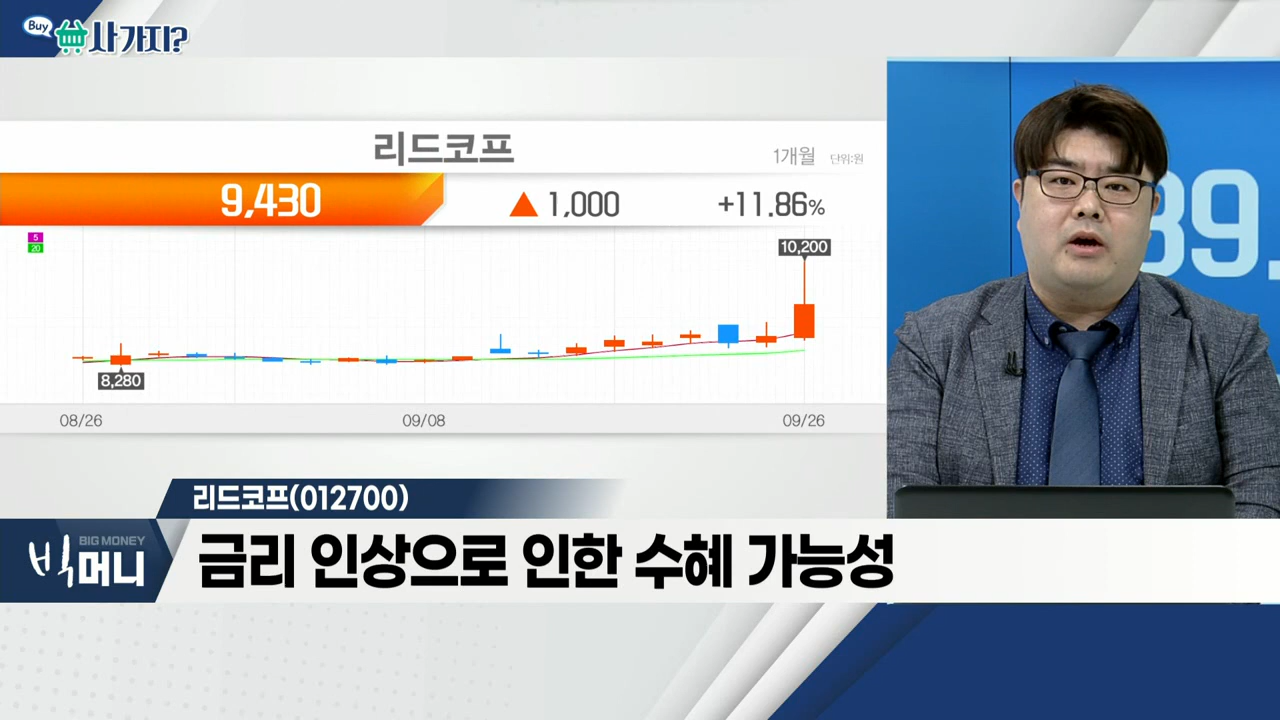 Buy
사가지?
리드코프
1개월 단위:원
9,430 ▲ 1,000 +11.86%
5
20
10,200
8,280
08/26 09/08 09/26
89.
리드코프(012700)
BIG MONEY
빅머니
금리 인상으로 인한 수혜 가능성